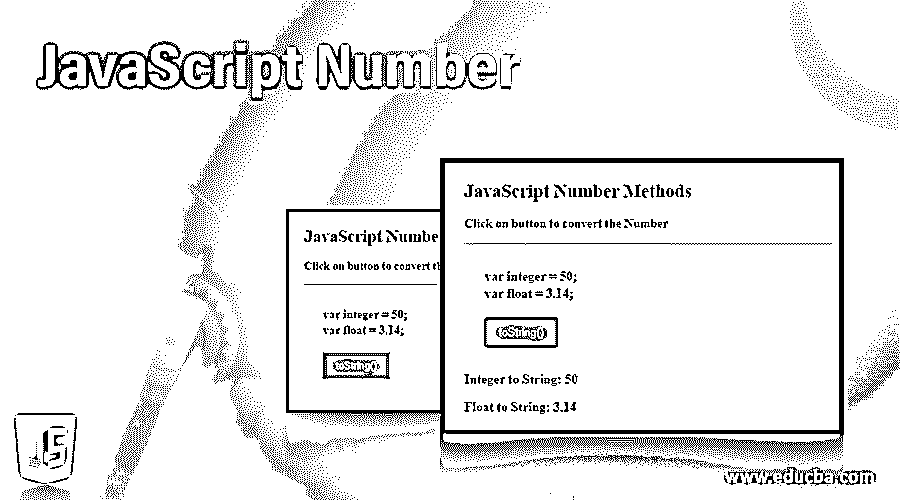 JavaScript Number
JavaScript Numbe
Click on button to convert th
var integer = 50;
var float = 3.14;
toString()
JavaScript Number Methods
Click on button to convert the Number
var integer = 50;
var float = 3.14;
toString()
Integer to String: 50
Float to String: 3.14
JS
www.educba.com